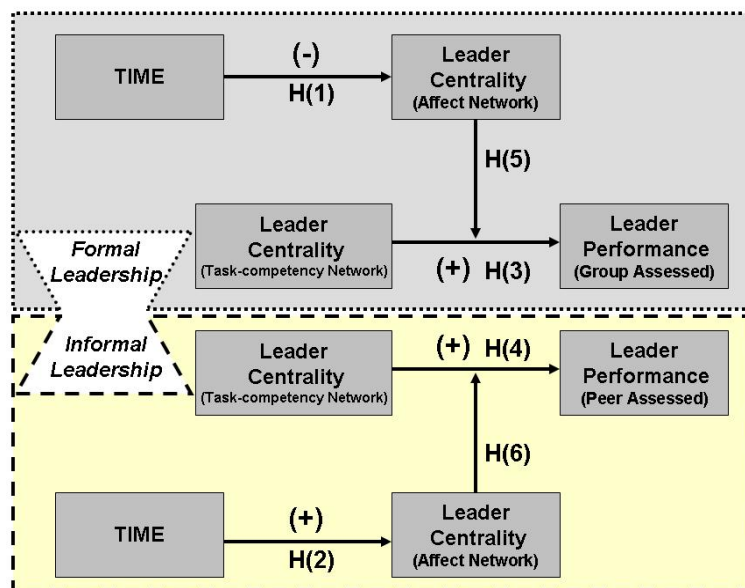 TIME
(-)
H(1)
Leader
Centrality
(Affect Network)
H(5)
Leader
Centrality
(Task-competency Network)
(+) H(3)
Leader
Performance
(Group Assessed)
Formal
Leadership
Informal
Leadership
Leader
Centrality
(Task-competency Network)
(+) H(4)
Leader
Performance
(Peer Assessed)
H(6)
TIME
(+)
H(2)
Leader
Centrality
(Affect Network)